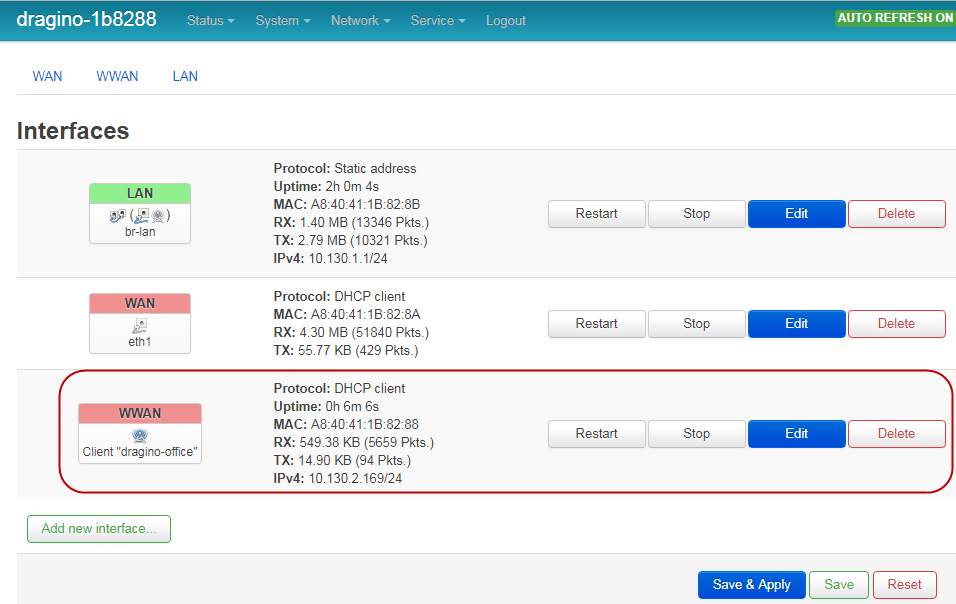 dragino-1b8288 Status System Network Service Logout AUTO REFRESH ON
WAN WWAN LAN
Interfaces
LAN
br-lan
Protocol: Static address
Uptime: 2h 0m 4s
MAC: A8:40:41:1B:82:8B
RX: 1.40 MB (13346 Pkts.)
TX: 2.79 MB (10321 Pkts.)
IPv4: 10.130.1.1/24
Restart Stop Edit Delete
WAN
eth1
Protocol: DHCP client
MAC: A8:40:41:1B:82:8A
RX: 4.30 MB (51840 Pkts.)
TX: 55.77 KB (429 Pkts.)
Restart Stop Edit Delete
WWAN
Client "dragino-office"
Protocol: DHCP client
Uptime: 0h 6m 6s
MAC: A8:40:41:1B:82:88
RX: 549.38 KB (5659 Pkts.)
TX: 14.90 KB (94 Pkts.)
IPv4: 10.130.2.169/24
Restart Stop Edit Delete
Add new interface...
Save & Apply Save Reset